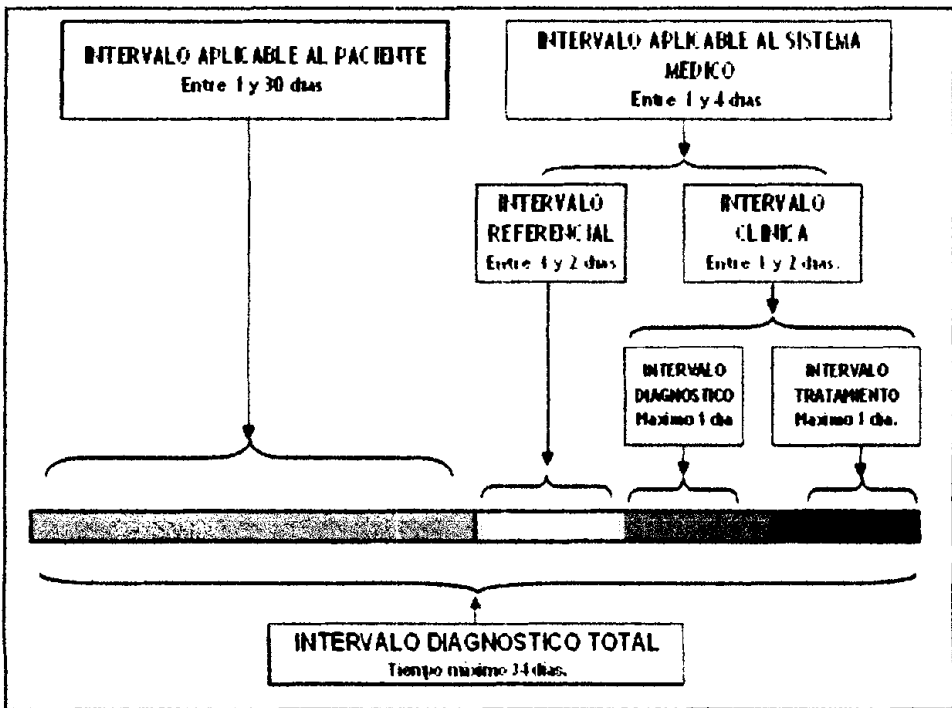 INTERVALO APLICABLE AL PACIENTE
Entre 1 y 30 dias
INTERVALO APLICABLE AL SISTEMA
MÉDICO
Entre 1 y 4 dias
INTERVALO
REFERENCIAL
Entre 1 y 2 dias
INTERVALO
CLINICA
Entre 1 y 2 dias.
INTERVALO
DIAGNOSTICO
Maximo 1 dia
INTERVALO
TRATAMIENTO
Maximo 1 dia.
INTERVALO DIAGNOSTICO TOTAL
Tiempo máximo 34 dias.